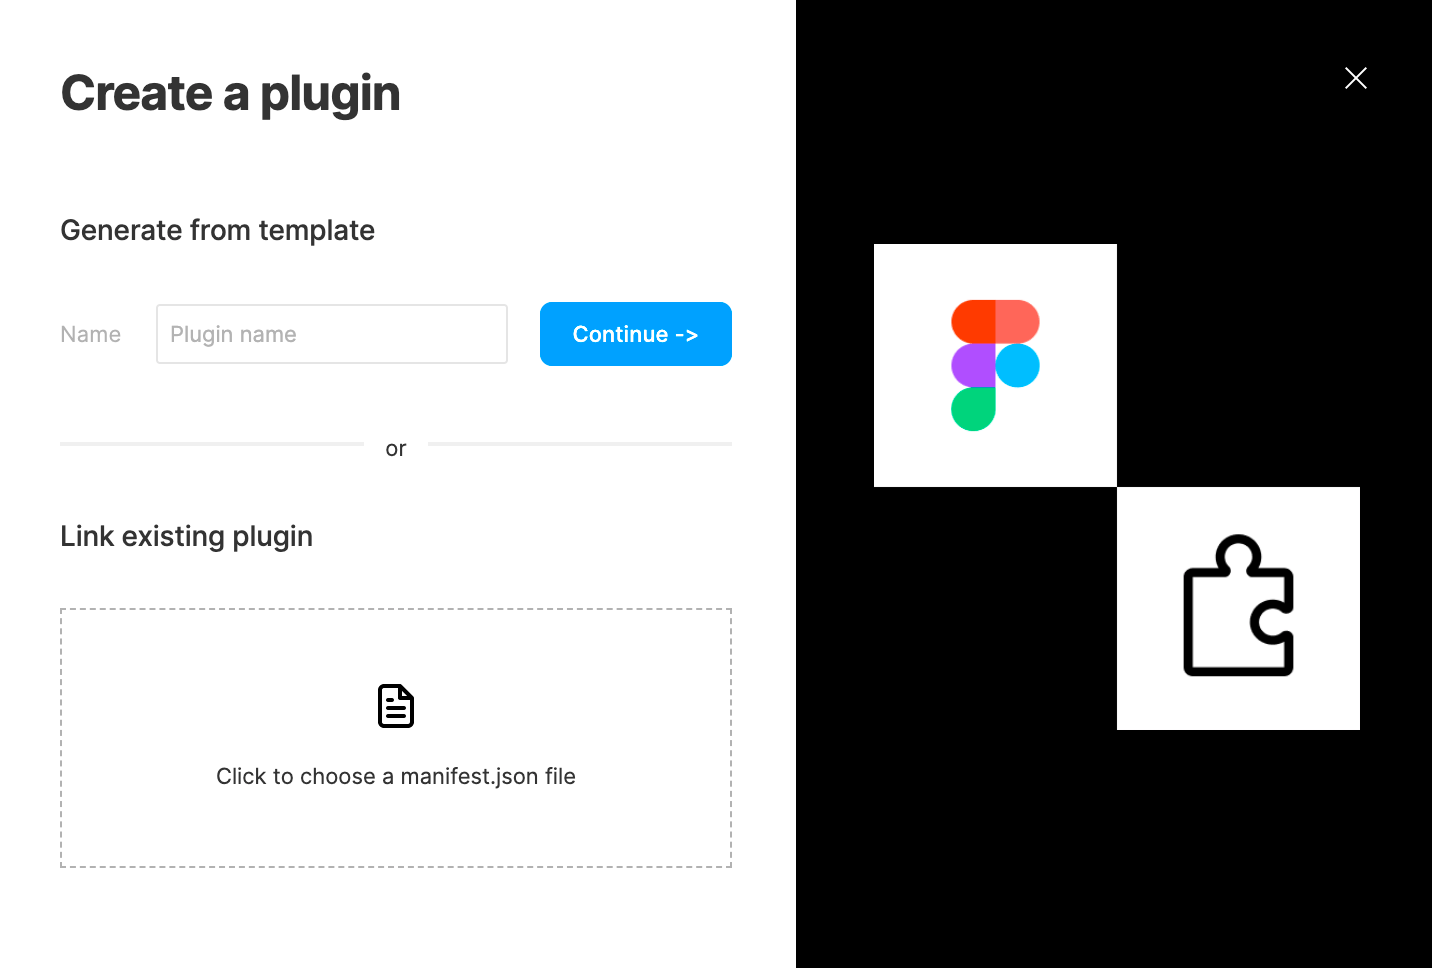 Create a plugin
Generate from template
Name
Plugin name
Continue ->
or
Link existing plugin
Click to choose a manifest.json file